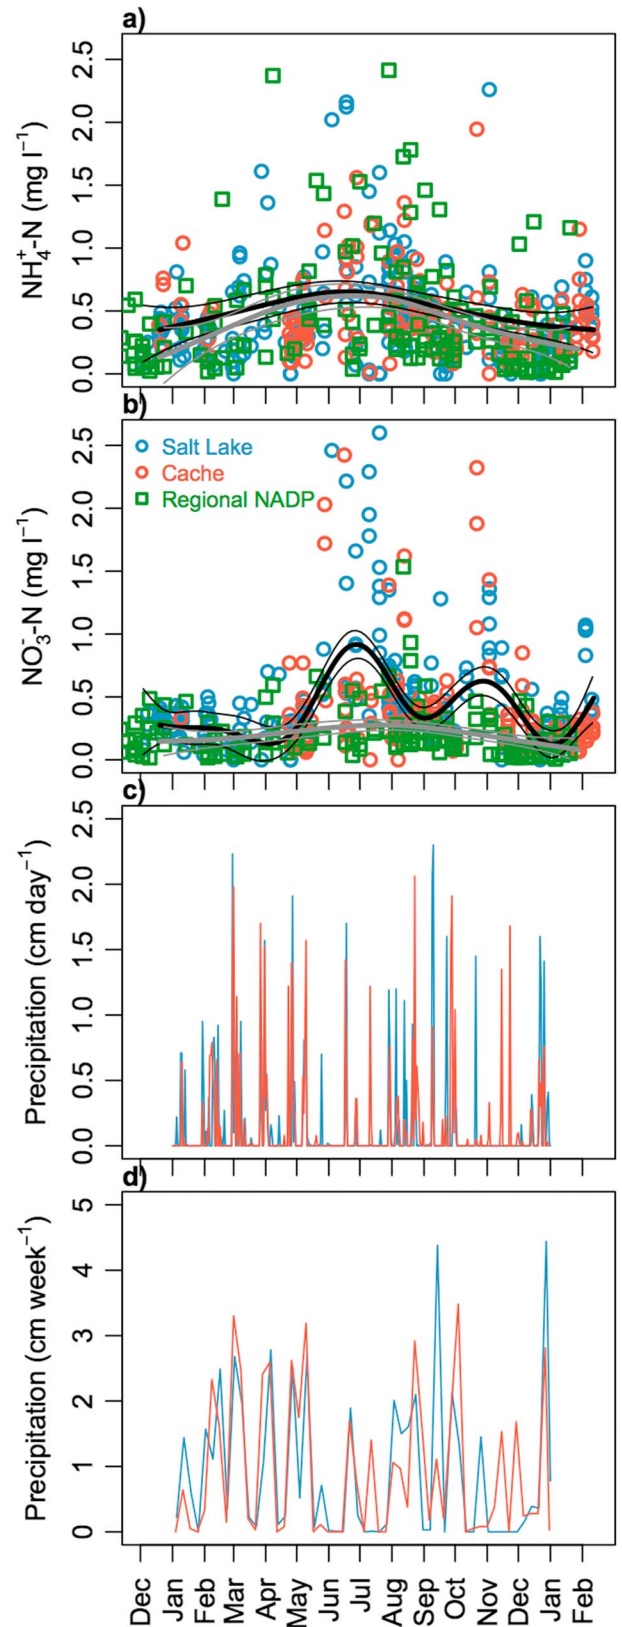 a)
NH₄⁺-N (mg l⁻¹)
2.5
2.0
1.5
1.0
0.5
0.0
b)
NO₃⁻-N (mg l⁻¹)
2.5
2.0
1.5
1.0
0.5
0.0
Salt Lake
Cache
Regional NADP
c)
Precipitation (cm day⁻¹)
2.5
2.0
1.5
1.0
0.5
0.0
d)
Precipitation (cm week⁻¹)
5
4
3
2
1
0
Dec Jan Feb Mar Apr May Jun Jul Aug Sep Oct Nov Dec Jan Feb